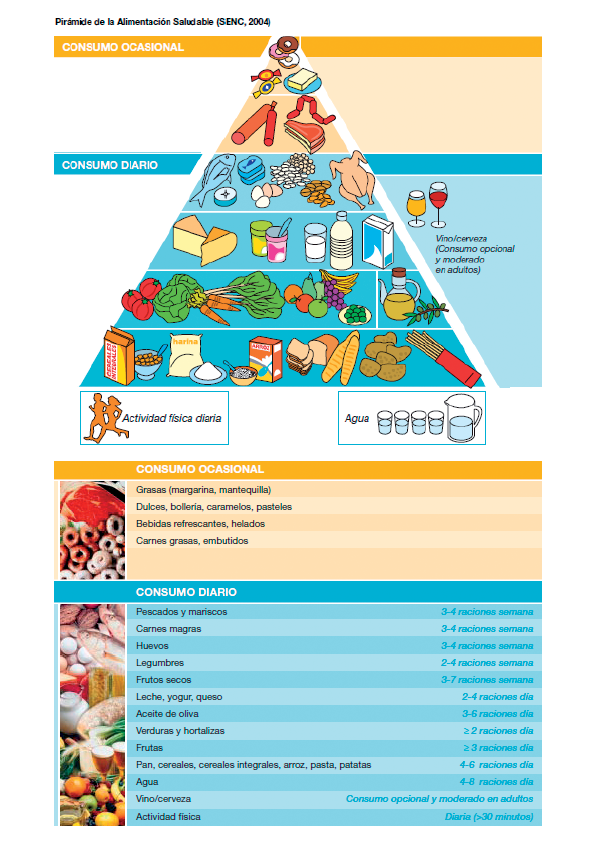 Pirámide de la Alimentación Saludable (SENC, 2004)
CONSUMO OCASIONAL
CONSUMO DIARIO
Vino/cerveza
(Consumo opcional
y moderado
en adultos)
CEREALES
INTEGRALES
harina
ARROZ
Actividad física diaria
Agua
CONSUMO OCASIONAL
Grasas (margarina, mantequilla)
Dulces, bollería, caramelos, pasteles
Bebidas refrescantes, helados
Carnes grasas, embutidos
CONSUMO DIARIO
Pescados y mariscos 3-4 raciones semana
Carnes magras 3-4 raciones semana
Huevos 3-4 raciones semana
Legumbres 2-4 raciones semana
Frutos secos 3-7 raciones semana
Leche, yogur, queso 2-4 raciones día
Aceite de oliva 3-6 raciones día
Verduras y hortalizas ≥ 2 raciones día
Frutas ≥ 3 raciones día
Pan, cereales, cereales integrales, arroz, pasta, patatas 4-6 raciones día
Agua 4-8 raciones día
Vino/cerveza Consumo opcional y moderado en adultos
Actividad física Diaria (>30 minutos)